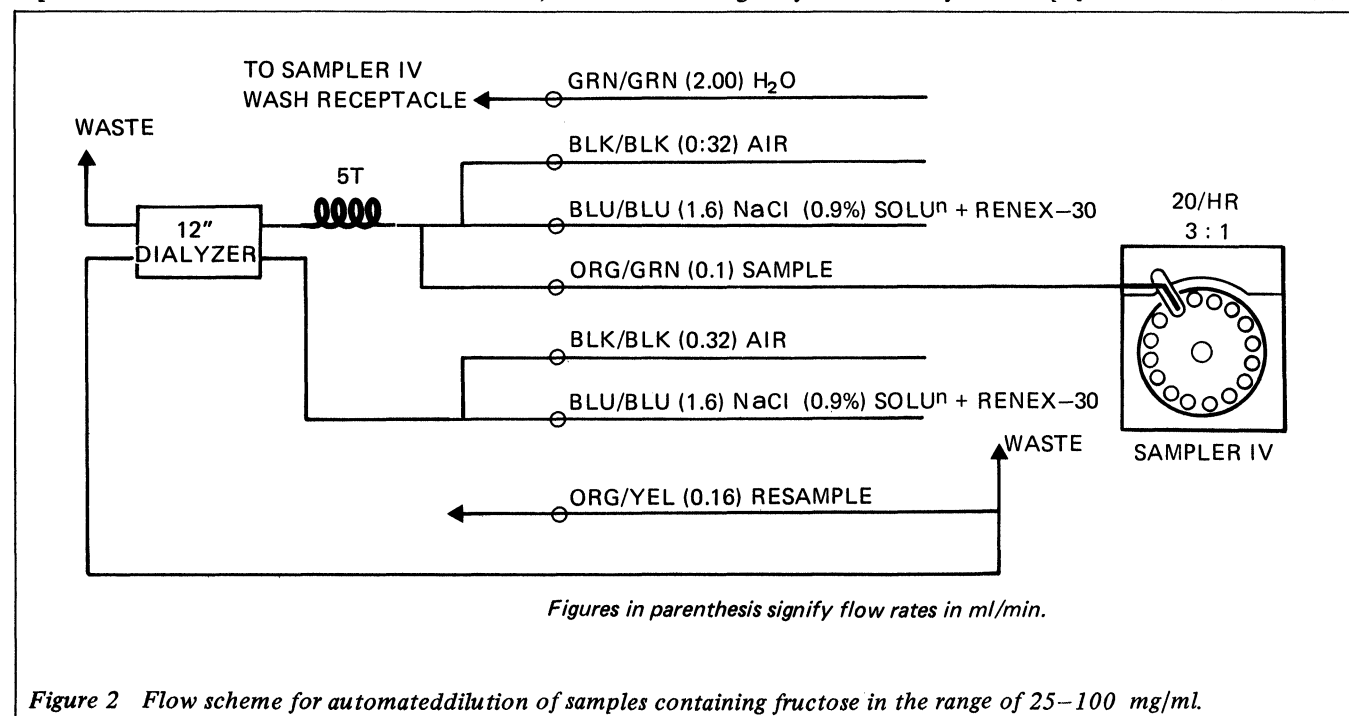 TO SAMPLER IV
WASH RECEPTACLE
GRN/GRN (2.00) H₂O
WASTE
BLK/BLK (0:32) AIR
5T
BLU/BLU (1.6) NaCl (0.9%) SOLUⁿ + RENEX–30
20/HR
3 : 1
12"
DIALYZER
ORG/GRN (0.1) SAMPLE
BLK/BLK (0.32) AIR
BLU/BLU (1.6) NaCl (0.9%) SOLUⁿ + RENEX–30
WASTE
SAMPLER IV
ORG/YEL (0.16) RESAMPLE
Figures in parenthesis signify flow rates in ml/min.
Figure 2 Flow scheme for automateddilution of samples containing fructose in the range of 25–100 mg/ml.